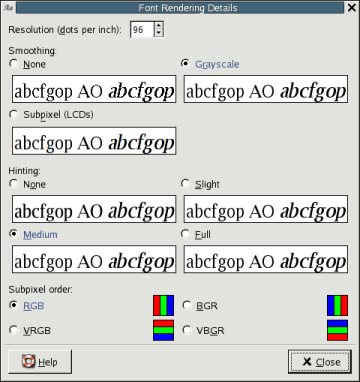 Font Rendering Details
Resolution (dots per inch): 96
Smoothing:
None Grayscale
abcfgop AO abcfgop abcfgop AO abcfgop
Subpixel (LCDs)
abcfgop AO abcfgop
Hinting:
None Slight
abcfgop AO abcfgop abcfgop AO abcfgop
Medium Full
abcfgop AO abcfgop abcfgop AO abcfgop
Subpixel order:
RGB BGR
VRGB VBGR
Help Close